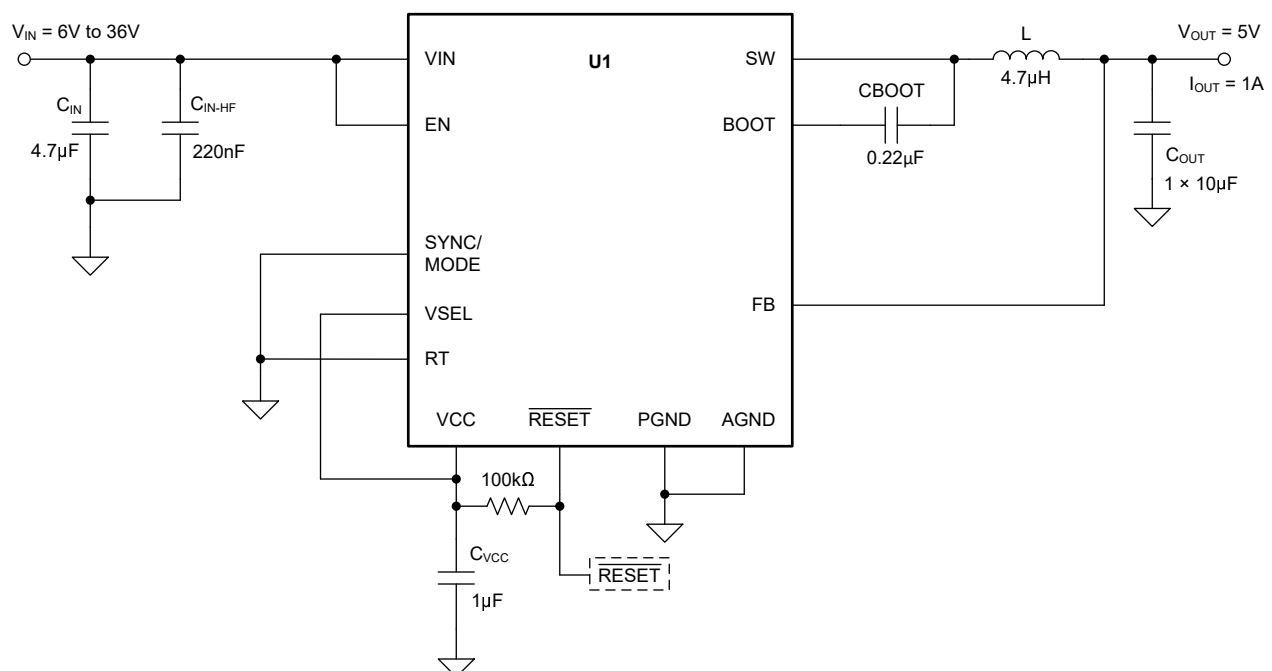 V_IN = 6V to 36V
C_IN
4.7µF
C_IN-HF
220nF
U1
VIN
EN
SYNC/
MODE
VSEL
RT
VCC
RESET
PGND
AGND
SW
BOOT
FB
CBOOT
0.22µF
L
4.7µH
V_OUT = 5V
I_OUT = 1A
C_OUT
1 × 10µF
100kΩ
C_VCC
1µF
RESET